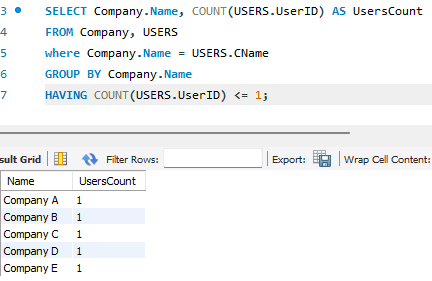 3 SELECT Company.Name, COUNT(USERS.UserID) AS UsersCount
4 FROM Company, USERS
5 where Company.Name = USERS.CName
6 GROUP BY Company.Name
7 HAVING COUNT(USERS.UserID) <= 1;
sult Grid Filter Rows: Export: Wrap Cell Content:
Name UsersCount
Company A 1
Company B 1
Company C 1
Company D 1
Company E 1